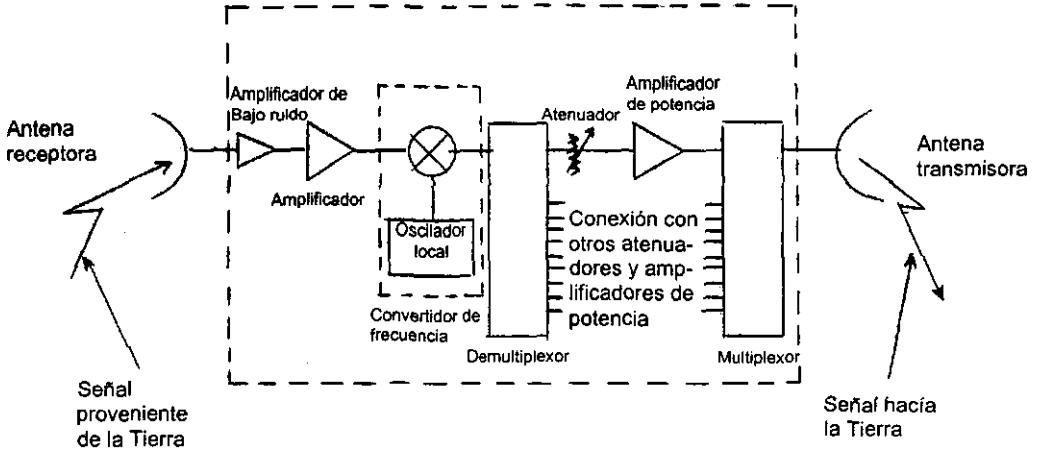 Antena
receptora
Amplificador de
Bajo ruido
Amplificador
Oscilador
local
Convertidor de
frecuencia
Demultiplexor
Atenuador
Amplificador
de potencia
Conexión con
otros atenua-
dores y amp-
lificadores de
potencia
Multiplexor
Antena
transmisora
Señal
proveniente
de la Tierra
Señal hacía
la Tierra